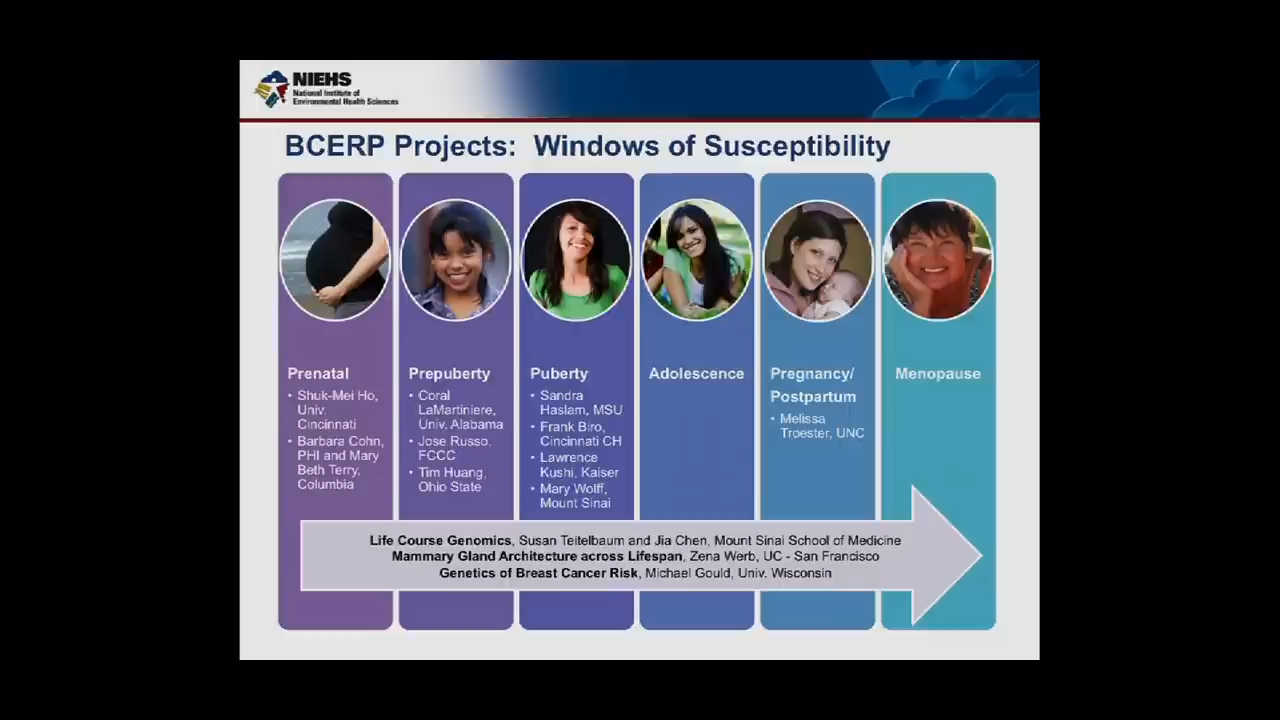 NIEHS
National Institute of
Environmental Health Sciences
BCERP Projects: Windows of Susceptibility
Prenatal
• Shuk-Mei Ho,
Univ.
Cincinnati
• Barbara Cohn,
PHI and Mary
Beth Terry,
Columbia
Prepuberty
• Coral
LaMartiniere,
Univ. Alabama
• Jose Russo,
FCCC
• Tim Huang,
Ohio State
Puberty
• Sandra
Haslam, MSU
• Frank Biro,
Cincinnati CH
• Lawrence
Kushi, Kaiser
• Mary Wolff,
Mount Sinai
Adolescence
Pregnancy/
Postpartum
• Melissa
Troester, UNC
Menopause
Life Course Genomics, Susan Teitelbaum and Jia Chen, Mount Sinai School of Medicine
Mammary Gland Architecture across Lifespan, Zena Werb, UC - San Francisco
Genetics of Breast Cancer Risk, Michael Gould, Univ. Wisconsin